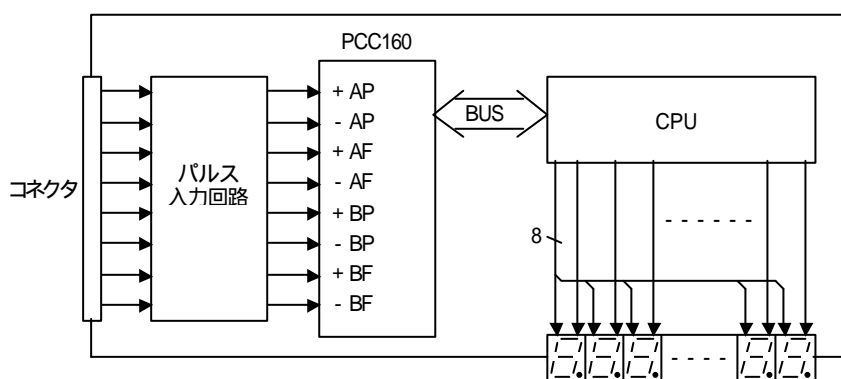 PCC160
+ AP
- AP
+ AF
- AF
+ BP
- BP
+ BF
- BF
BUS
CPU
コネクタ
パルス
入力回路
8